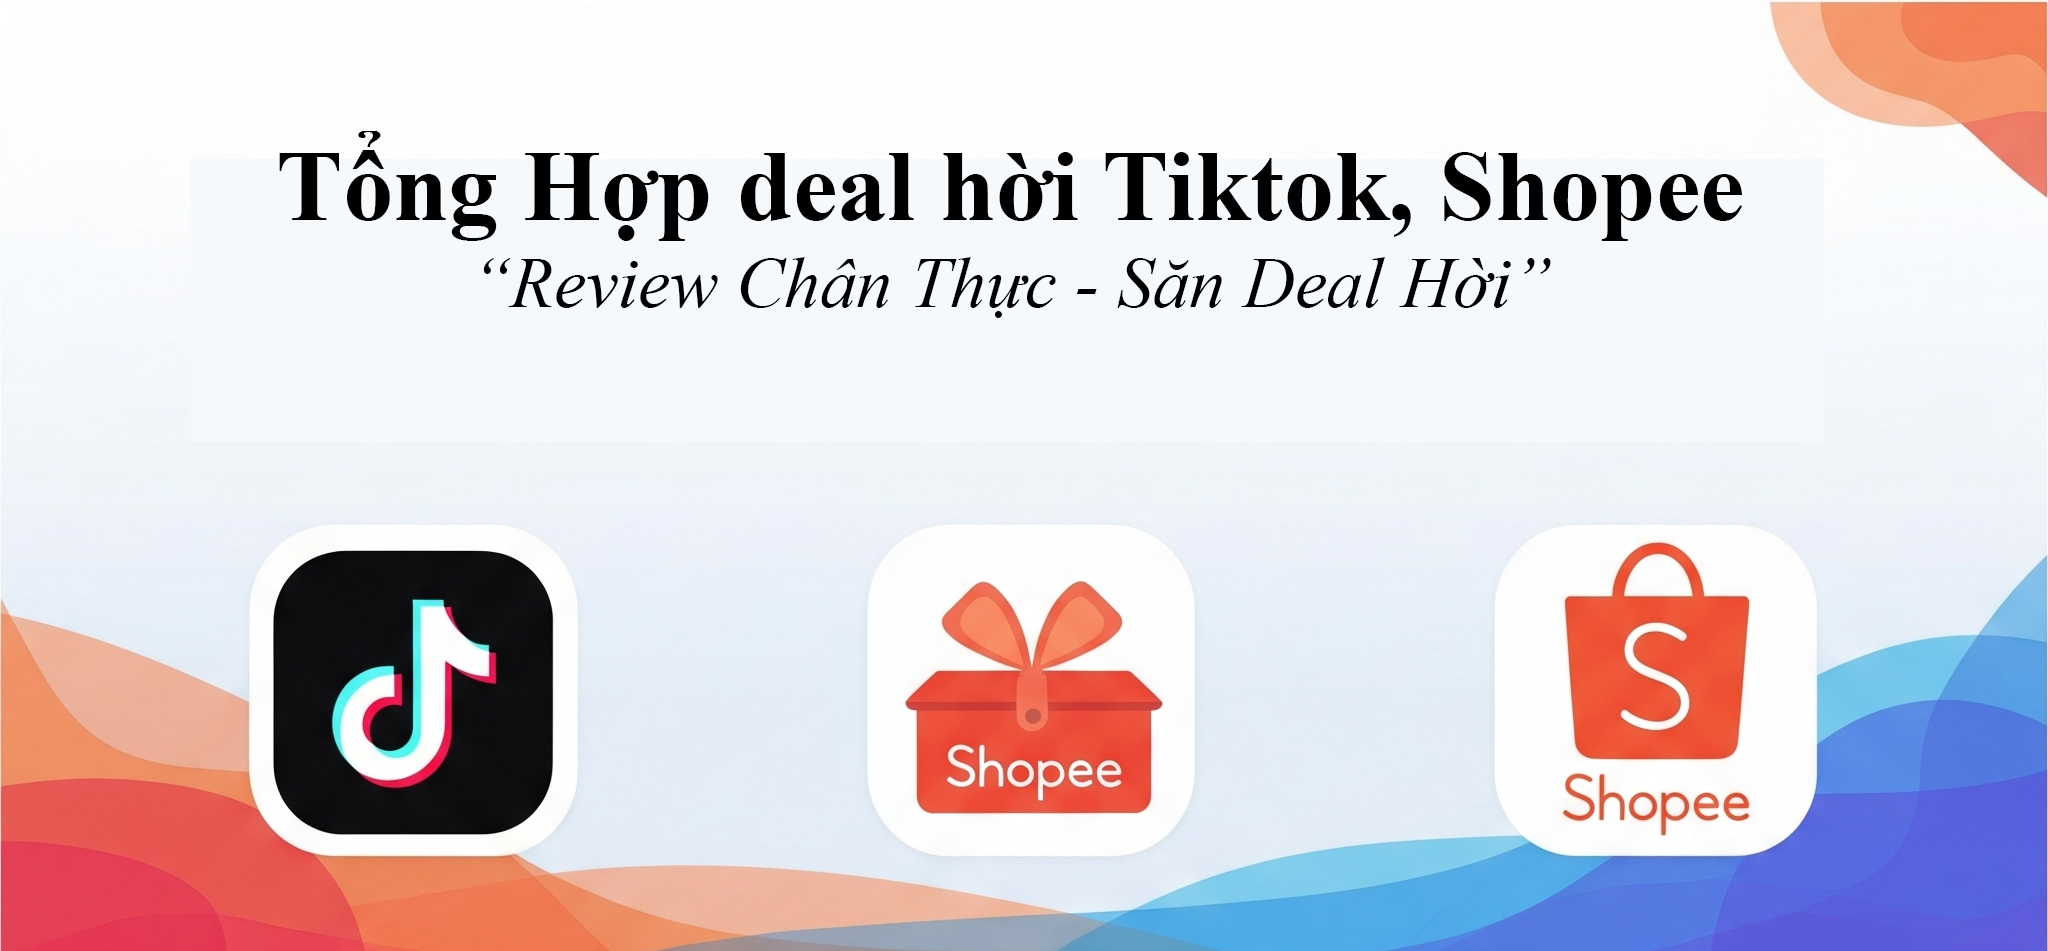 Tổng Hợp deal hời Tiktok, Shopee
“Review Chân Thực - Săn Deal Hời”
Shopee
S
Shopee